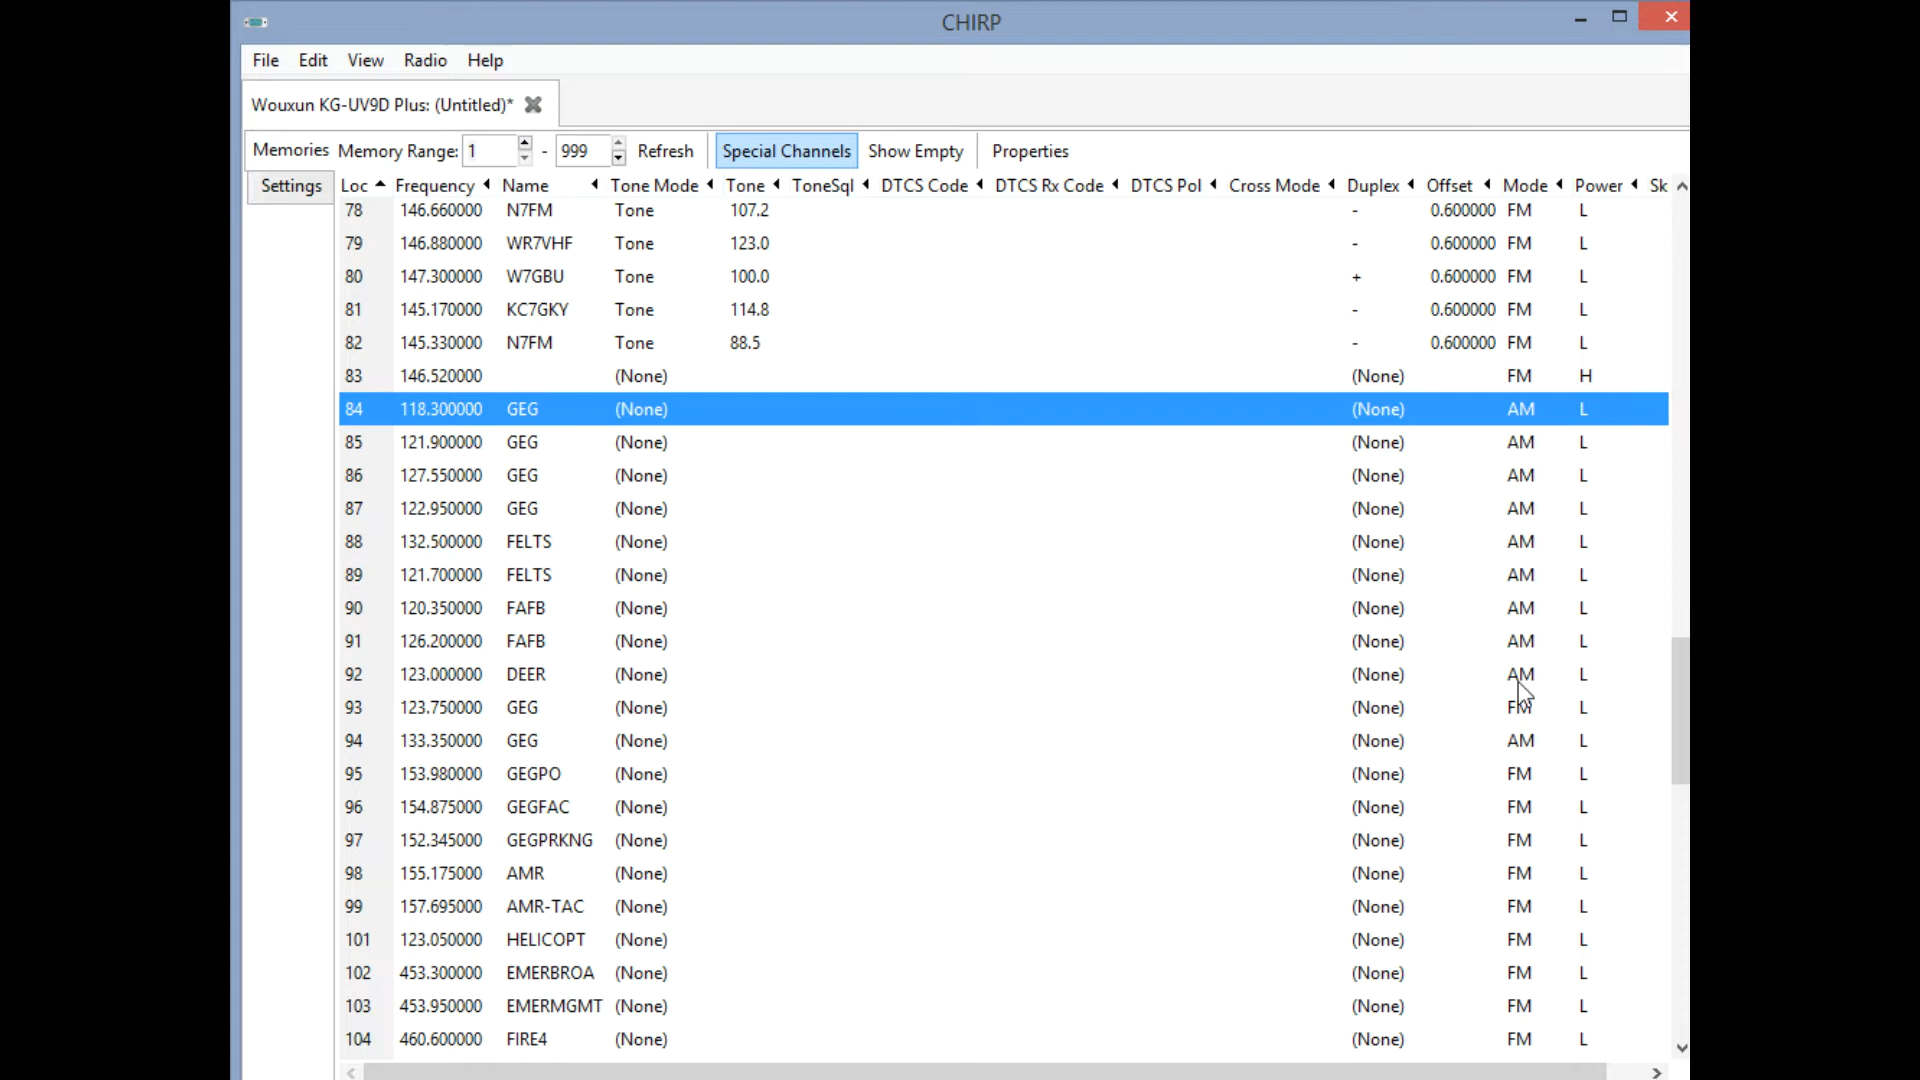 CHIRP
File Edit View Radio Help
Wouxun KG-UV9D Plus: (Untitled)*
Memories Memory Range: 1 - 999 Refresh Special Channels Show Empty Properties
Settings Loc Frequency Name Tone Mode Tone ToneSql DTCS Code DTCS Rx Code DTCS Pol Cross Mode Duplex Offset Mode Power Sk
78 146.660000 N7FM Tone 107.2 - 0.600000 FM L
79 146.880000 WR7VHF Tone 123.0 - 0.600000 FM L
80 147.300000 W7GBU Tone 100.0 + 0.600000 FM L
81 145.170000 KC7GKY Tone 114.8 - 0.600000 FM L
82 145.330000 N7FM Tone 88.5 - 0.600000 FM L
83 146.520000 (None) (None) FM H
84 118.300000 GEG (None) (None) AM L
85 121.900000 GEG (None) (None) AM L
86 127.550000 GEG (None) (None) AM L
87 122.950000 GEG (None) (None) AM L
88 132.500000 FELTS (None) (None) AM L
89 121.700000 FELTS (None) (None) AM L
90 120.350000 FAFB (None) (None) AM L
91 126.200000 FAFB (None) (None) AM L
92 123.000000 DEER (None) (None) AM L
93 123.750000 GEG (None) (None) FM L
94 133.350000 GEG (None) (None) AM L
95 153.980000 GEGPO (None) (None) FM L
96 154.875000 GEGFAC (None) (None) FM L
97 152.345000 GEGPRKNG (None) (None) FM L
98 155.175000 AMR (None) (None) FM L
99 157.695000 AMR-TAC (None) (None) FM L
101 123.050000 HELICOPT (None) (None) FM L
102 453.300000 EMERBROA (None) (None) FM L
103 453.950000 EMERMGMT (None) (None) FM L
104 460.600000 FIRE4 (None) (None) FM L